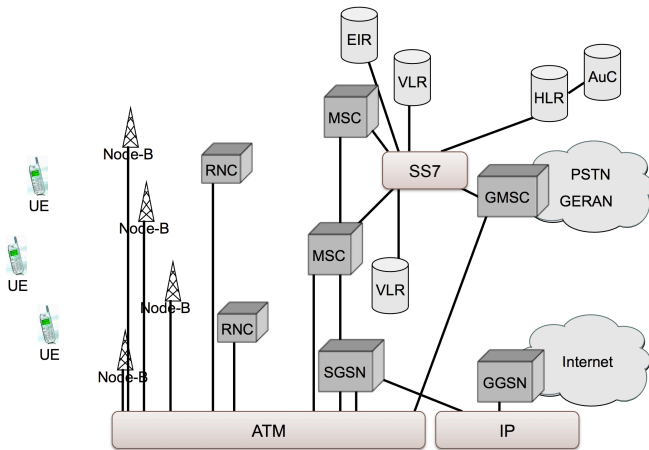 EIR
VLR
AuC
HLR
MSC
Node-B
RNC
SS7
PSTN
GERAN
GMSC
UE
Node-B
MSC
UE
VLR
Node-B
RNC
UE
Internet
Node-B
SGSN
GGSN
ATM
IP